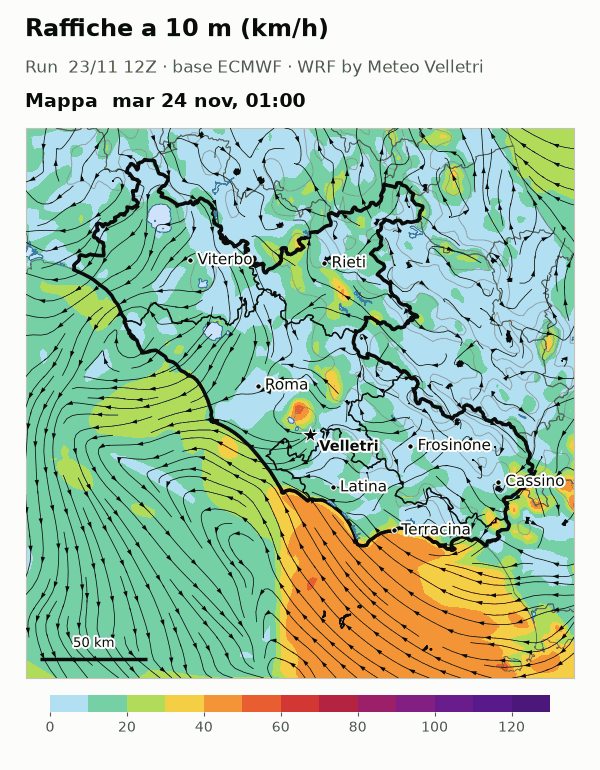 Raffiche a 10 m (km/h)
Run  23/11 12Z · base ECMWF · WRF by Meteo Velletri
Mappa  mar 24 nov, 01:00
Viterbo
Rieti
Roma
Velletri
Frosinone
Latina
Cassino
Terracina
50 km
0 20 40 60 80 100 120